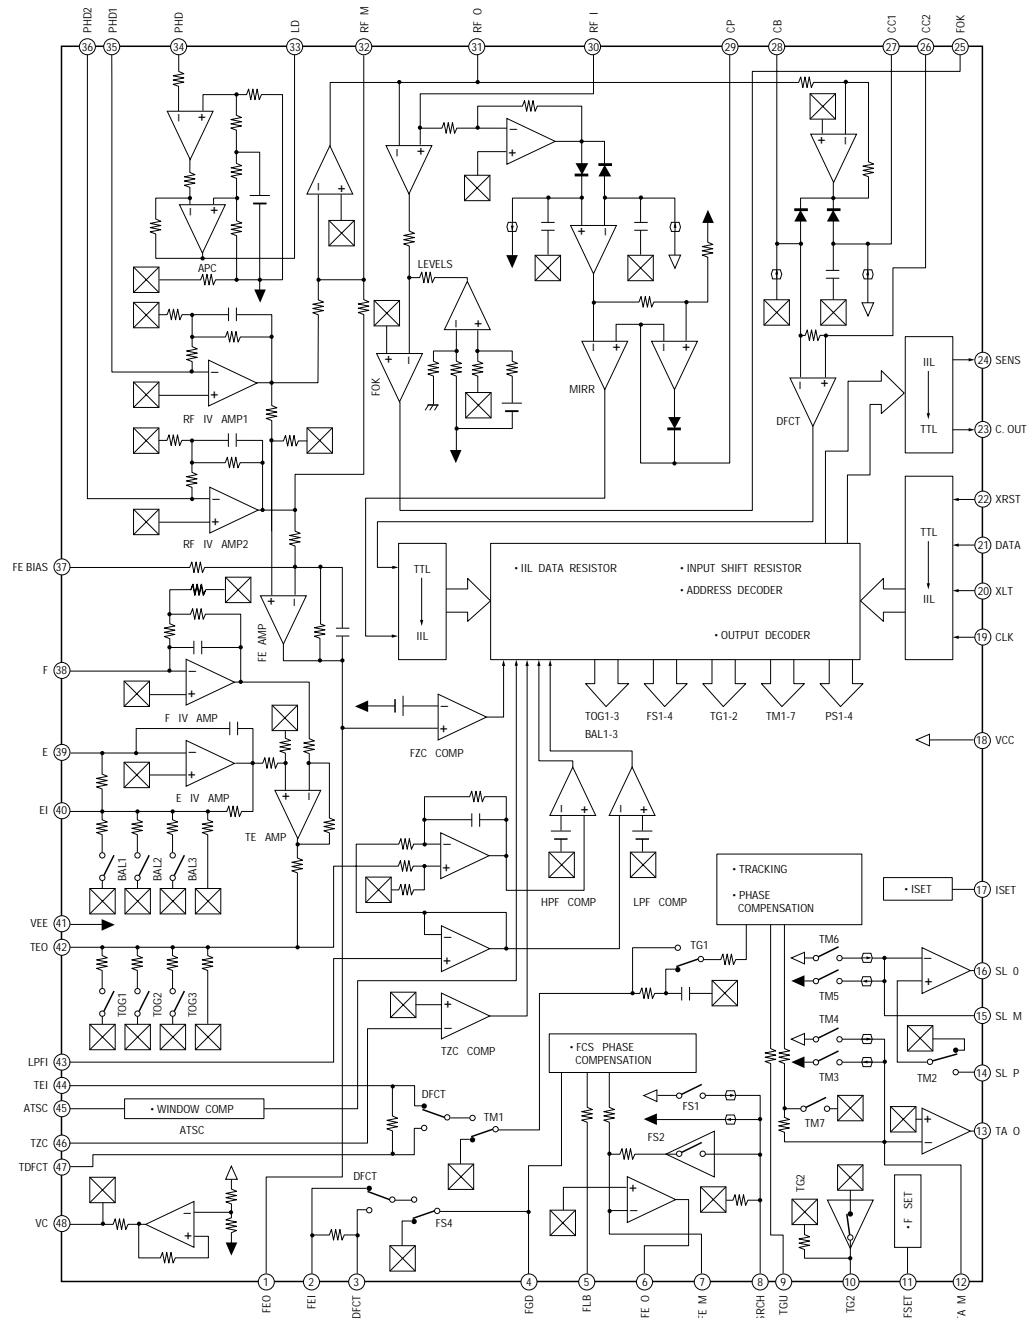 PHD2
PHD1
PHD
LD
RF M
RF O
RF I
CP
CB
CC1
CC2
FOK
36
35
34
33
32
31
30
29
28
27
26
25
APC
LEVELS
FOK
MIRR
DFCT
RF IV AMP1
RF IV AMP2
IIL
TTL
24 SENS
23 C. OUT
22 XRST
21 DATA
20 XLT
19 CLK
TTL
IIL
FE BIAS 37
TTL
IIL
• IIL DATA RESISTOR
• INPUT SHIFT RESISTOR
• ADDRESS DECODER
• OUTPUT DECODER
FE AMP
F 38
F IV AMP
TOG1-3
BAL1-3
FS1-4
TG1-2
TM1-7
PS1-4
FZC COMP
18 VCC
E 39
E IV AMP
EI 40
TE AMP
BAL1
BAL2
BAL3
HPF COMP
LPF COMP
• TRACKING
• PHASE
COMPENSATION
• ISET
17 ISET
VEE 41
TEO 42
TOG1
TOG2
TOG3
TG1
TM6
TM5
16 SL O
15 SL M
TM4
TM3
TM2
14 SL P
TZC COMP
• FCS PHASE
COMPENSATION
LPFI 43
TEI 44
ATSC 45
• WINDOW COMP
ATSC
TZC 46
TDFCT 47
DFCT
TM1
FS1
FS2
TM7
13 TA O
VC 48
DFCT
FS4
TG2
• F SET
1
2
3
4
5
6
7
8
9
10
11
12
FEO
FEI
DFCT
FGD
FLB
FE O
FE M
SRCH
TGU
TG2
FSET
TA M